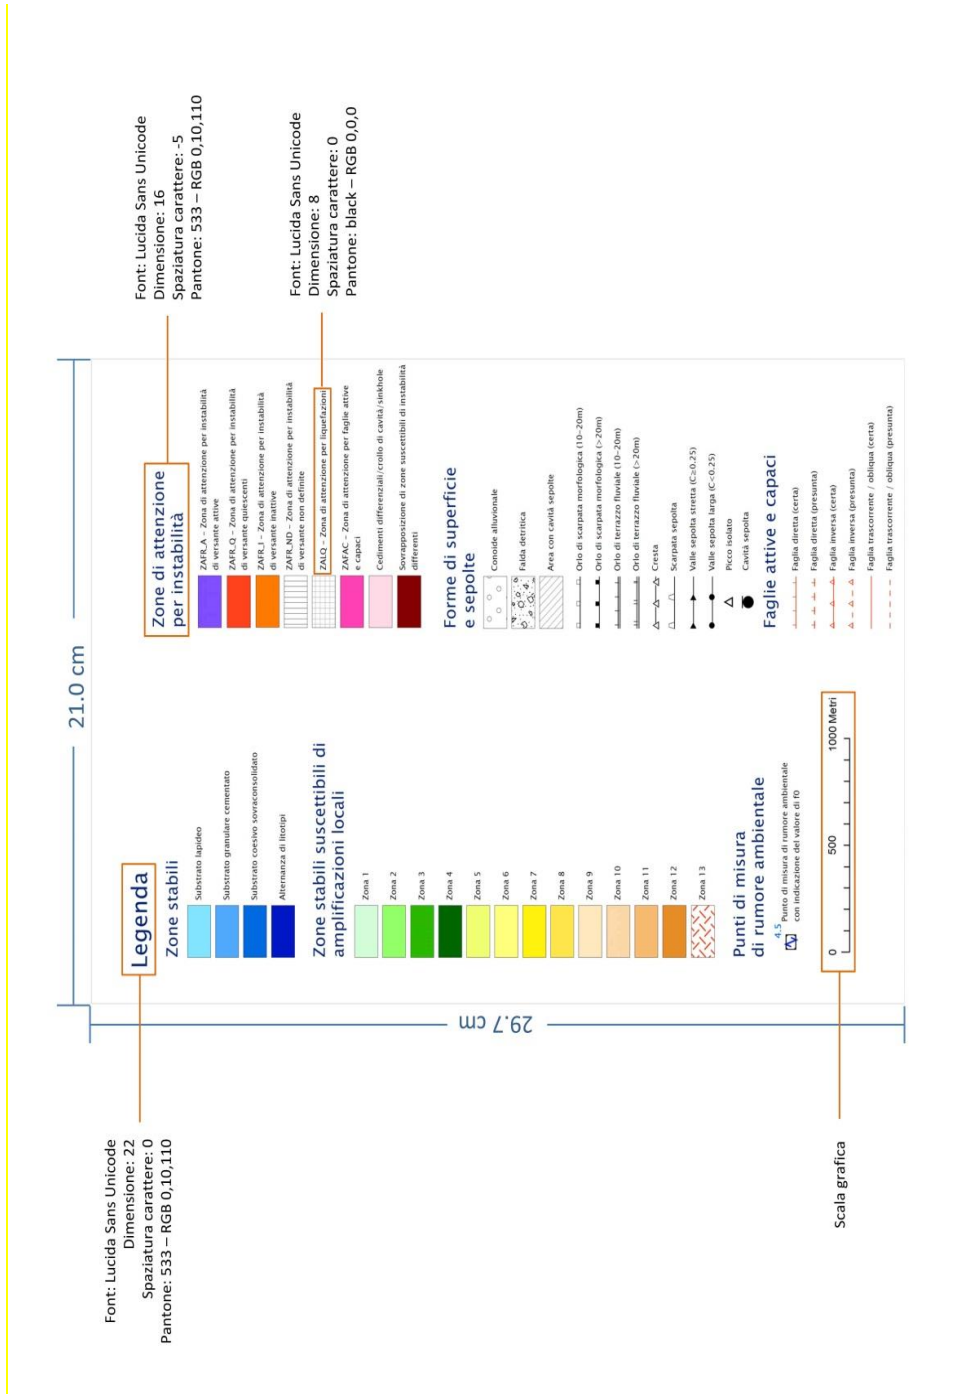 Font: Lucida Sans Unicode
Dimensione: 22
Spaziatura carattere: 0
Pantone: 533 – RGB 0,10,110
Font: Lucida Sans Unicode
Dimensione: 16
Spaziatura carattere: -5
Pantone: 533 – RGB 0,10,110
Font: Lucida Sans Unicode
Dimensione: 8
Spaziatura carattere: 0
Pantone: black – RGB 0,0,0
21.0 cm
29.7 cm
Legenda
Zone stabili
Substrato lapideo
Substrato granulare cementato
Substrato coesivo sovraconsolidato
Alternanza di litotipi
Zone stabili suscettibili di
amplificazioni locali
Zona 1
Zona 2
Zona 3
Zona 4
Zona 5
Zona 6
Zona 7
Zona 8
Zona 9
Zona 10
Zona 11
Zona 12
Zona 13
Punti di misura
di rumore ambientale
4.5
Punto di misura di rumore ambientale
con indicazione del valore di f0
0 500 1000 Metri
Scala grafica
Zone di attenzione
per instabilità
ZAFR_A – Zona di attenzione per instabilità
di versante attive
ZAFR_Q – Zona di attenzione per instabilità
di versante quiescenti
ZAFR_I – Zona di attenzione per instabilità
di versante inattive
ZAFR_ND – Zona di attenzione per instabilità
di versante non definite
ZALQ – Zona di attenzione per liquefazioni
ZAFAC – Zona di attenzione per faglie attive
e capaci
Cedimenti differenziali/crollo di cavità/sinkhole
Sovrapposizione di zone suscettibili di instabilità
differenti
Forme di superficie
e sepolte
Conoide alluvionale
Falda detritica
Area con cavità sepolte
Orlo di scarpata morfologica (10-20m)
Orlo di scarpata morfologica (>20m)
Orlo di terrazzo fluviale (10-20m)
Orlo di terrazzo fluviale (>20m)
Cresta
Scarpata sepolta
Valle sepolta stretta (C≥0.25)
Valle sepolta larga (C<0.25)
Picco isolato
Cavità sepolta
Faglie attive e capaci
Faglia diretta (certa)
Faglia diretta (presunta)
Faglia inversa (certa)
Faglia inversa (presunta)
Faglia trascorrente / obliqua (certa)
Faglia trascorrente / obliqua (presunta)